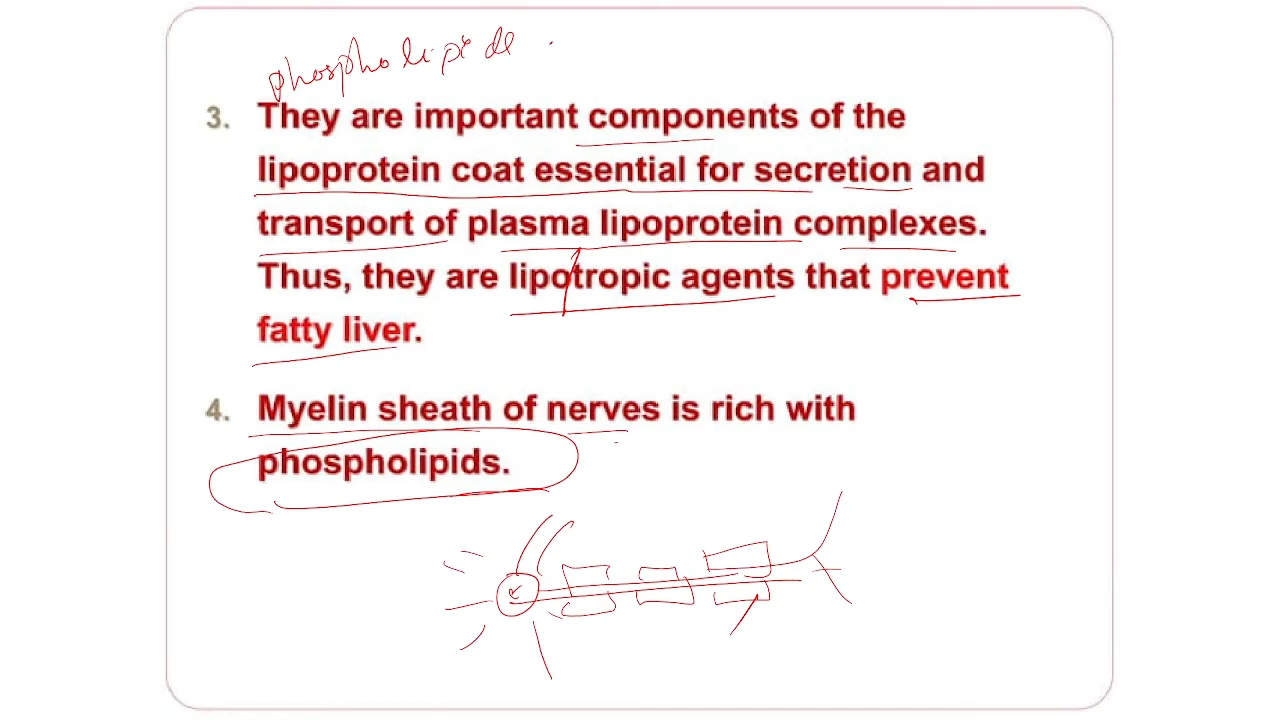 phospholipide
3. They are important components of the
lipoprotein coat essential for secretion and
transport of plasma lipoprotein complexes.
Thus, they are lipotropic agents that prevent
fatty liver.
4. Myelin sheath of nerves is rich with
phospholipids.